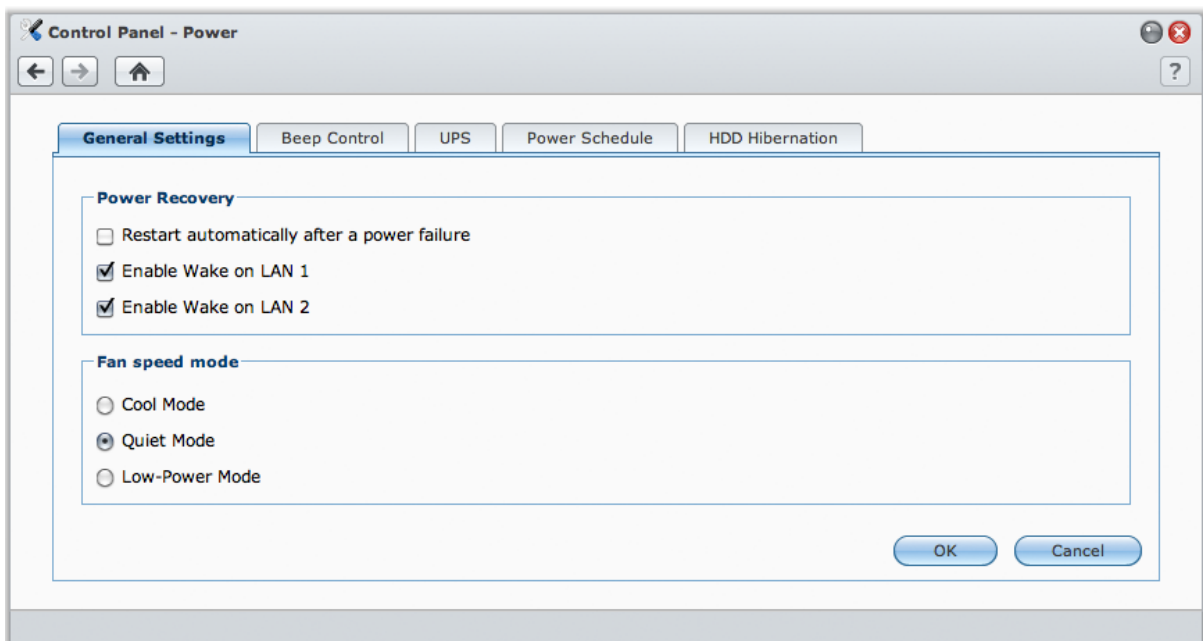 Control Panel - Power
?
General Settings Beep Control UPS Power Schedule HDD Hibernation
Power Recovery
Restart automatically after a power failure
Enable Wake on LAN 1
Enable Wake on LAN 2
Fan speed mode
Cool Mode
Quiet Mode
Low-Power Mode
OK Cancel